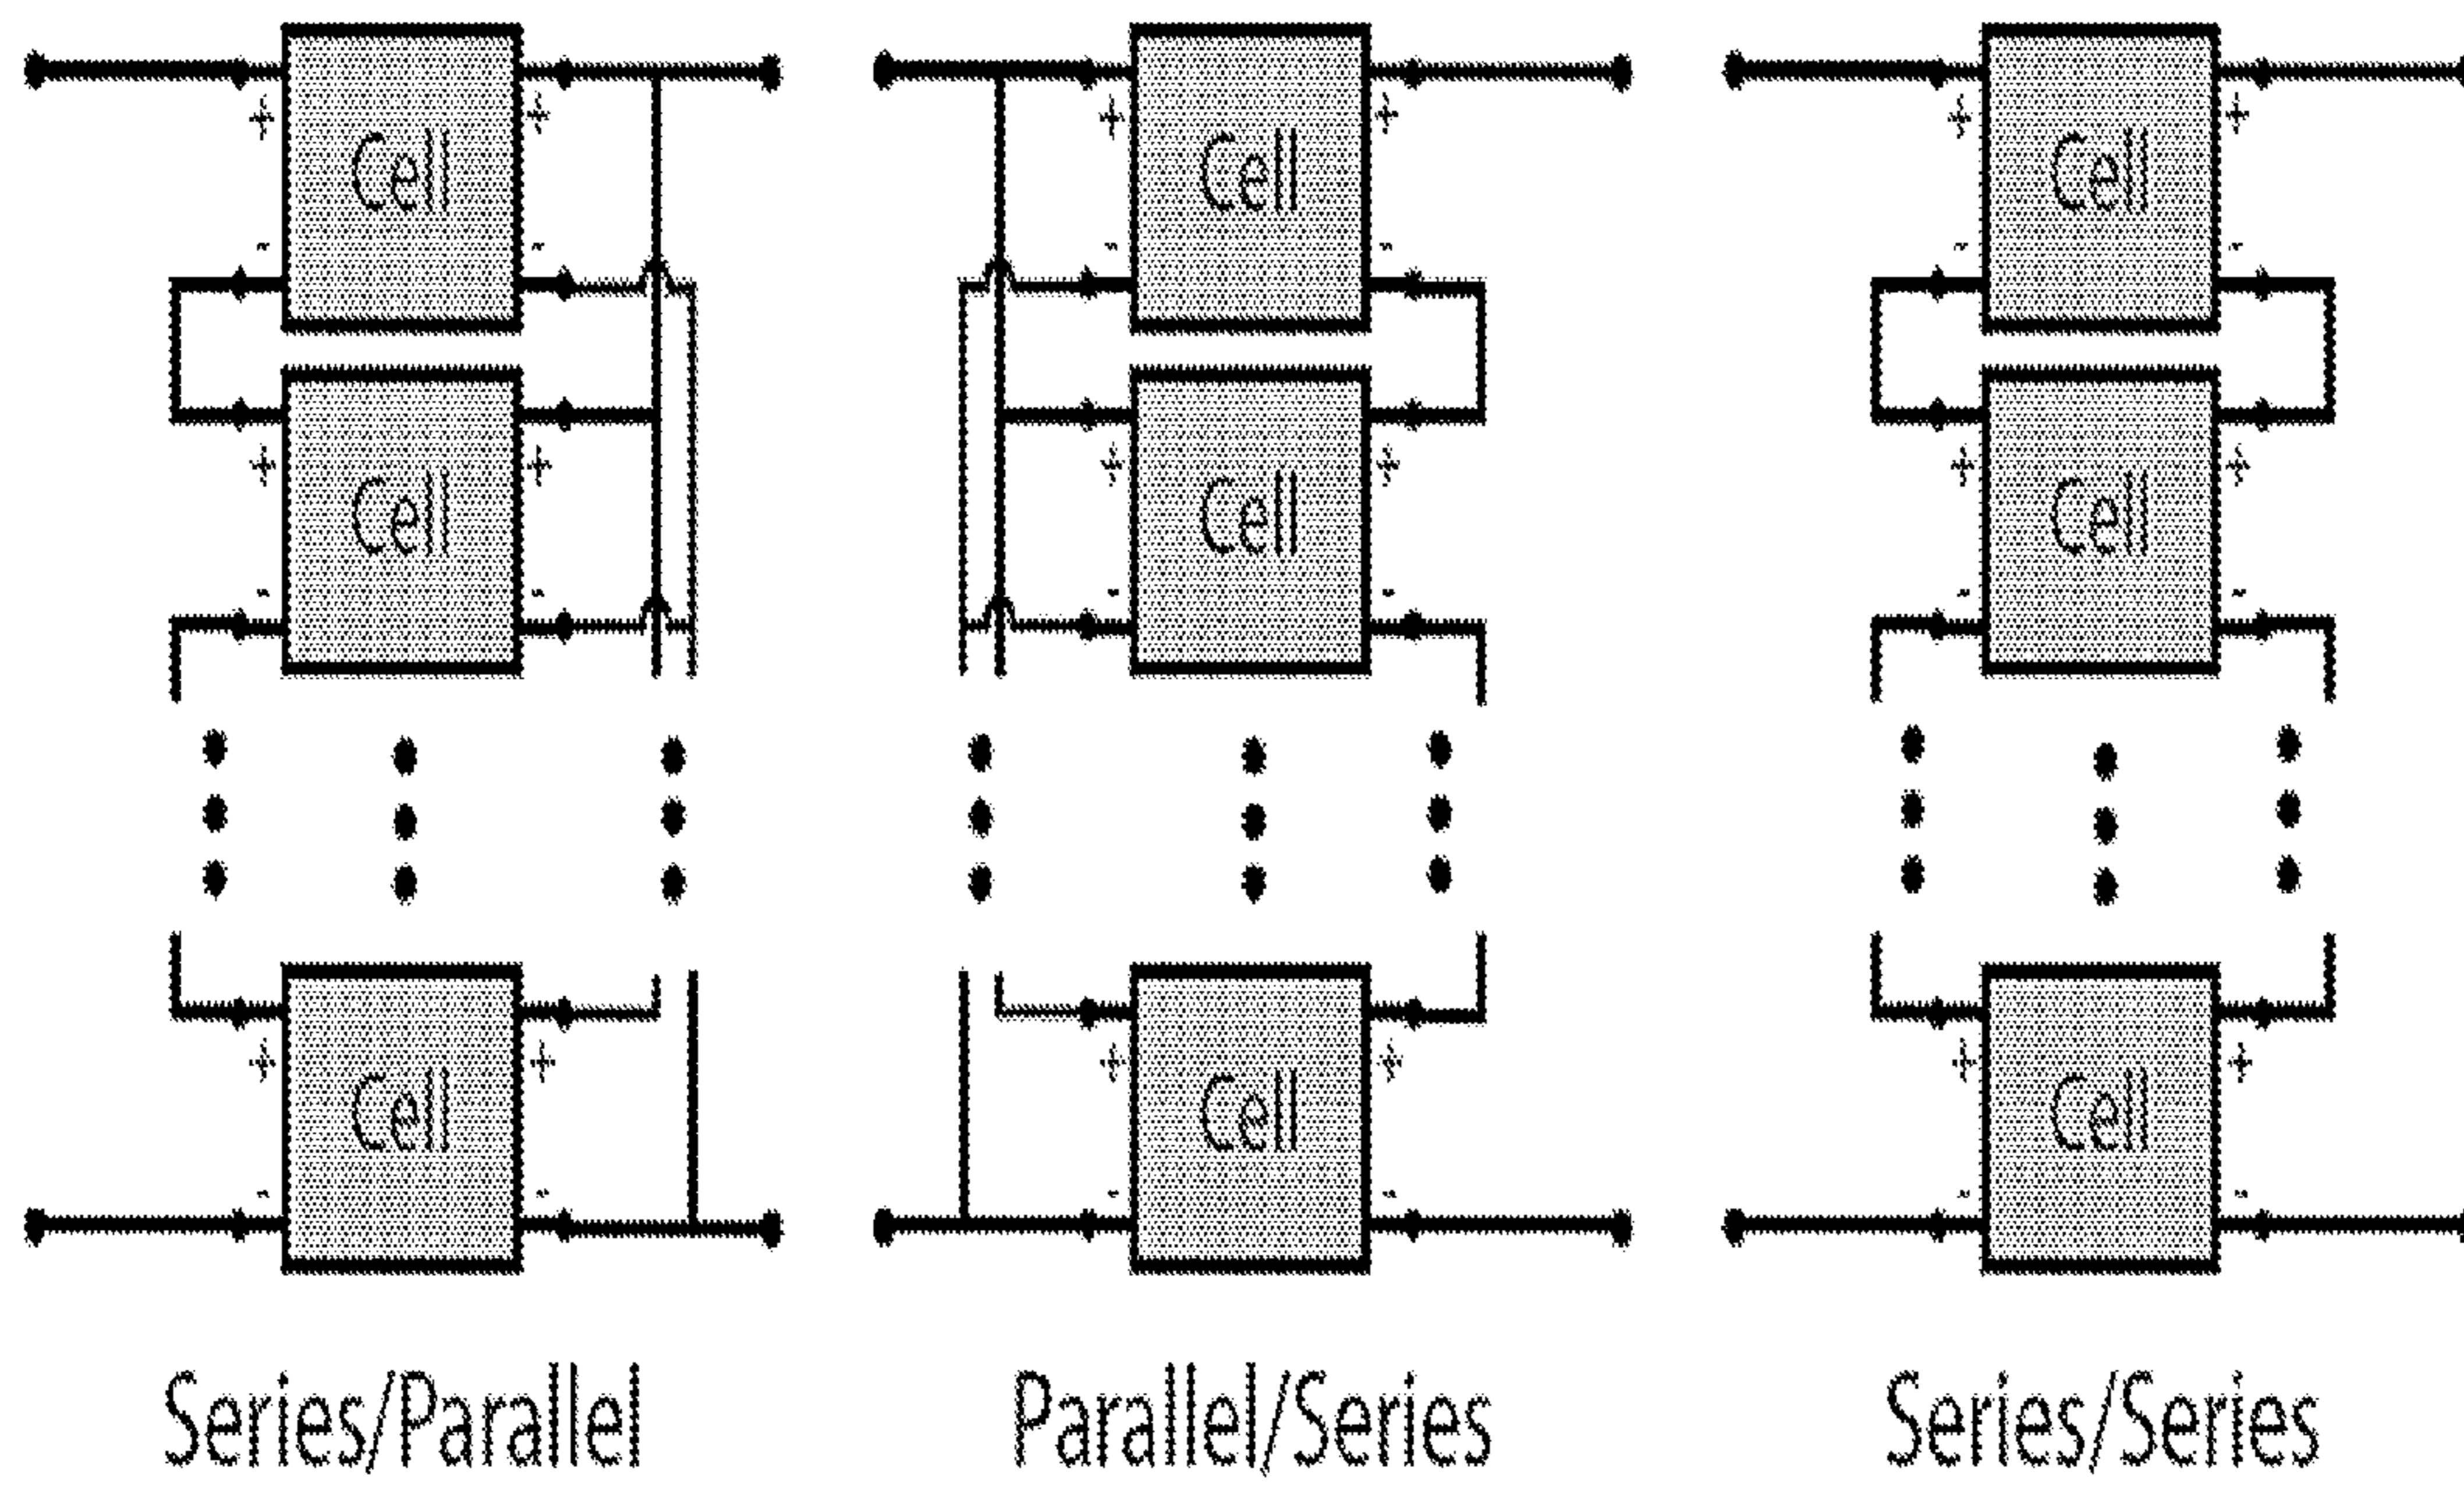 + + + + + +
Cell Cell Cell
- - - - - -
+ + + + + +
Cell Cell Cell
- - - - - -
+ + + + + +
Cell Cell Cell
- - - - - -
Series/Parallel Parallel/Series Series/Series